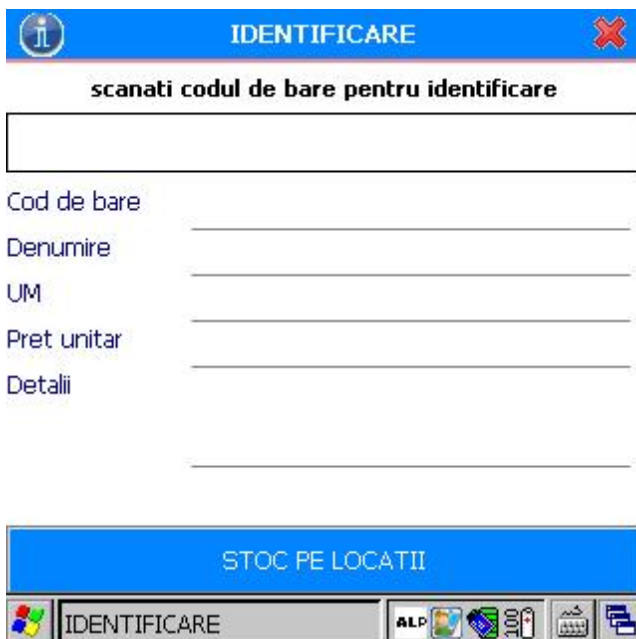 IDENTIFICARE
scanati codul de bare pentru identificare
Cod de bare
Denumire
UM
Pret unitar
Detalii
STOC PE LOCATII
IDENTIFICARE
ALP